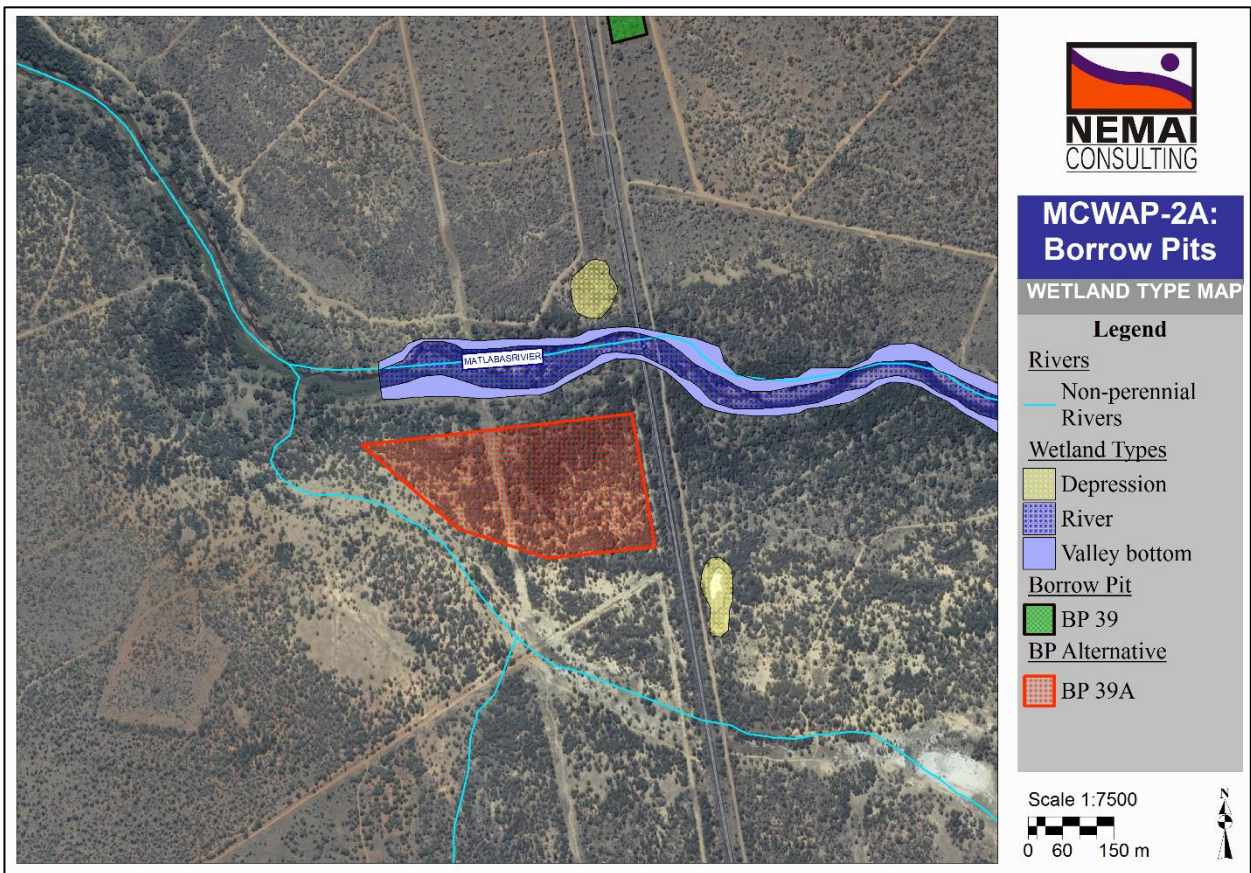 MATLABASRIVIER
NEMAI
CONSULTING
MCWAP-2A:
Borrow Pits
WETLAND TYPE MAP
Legend
Rivers
Non-perennial
Rivers
Wetland Types
Depression
River
Valley bottom
Borrow Pit
BP 39
BP Alternative
BP 39A
Scale 1:7500
0 60 150 m
N